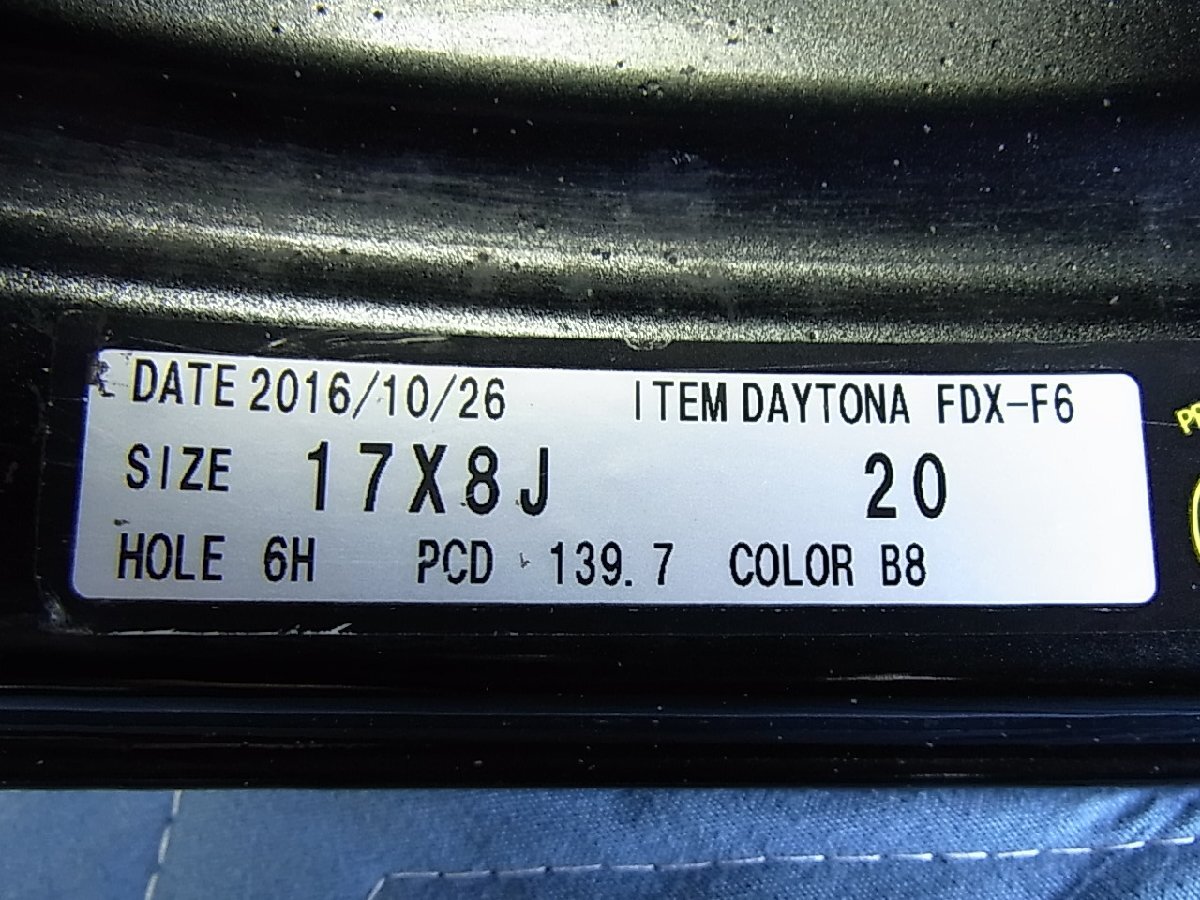 DATE 2016/10/26 ITEM DAYTONA FDX-F6
SIZE 17X8J 20
HOLE 6H PCD 139.7 COLOR B8